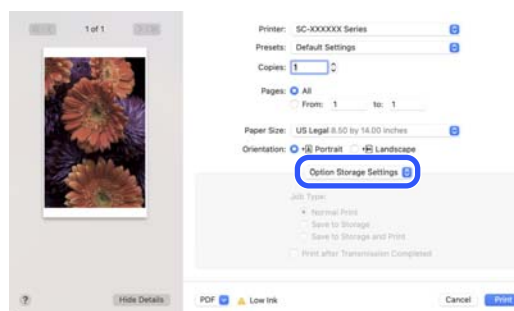 1 of 1
Printer: SC-XXXXXX Series
Presets: Default Settings
Copies: 1
Pages: All
From: 1 to: 1
Paper Size: US Legal 8.50 by 14.00 inches
Orientation: Portrait Landscape
Option Storage Settings
Job Type:
Normal Print
Save to Storage
Save to Storage and Print
Print after Transmission Completed
? Hide Details PDF Low Ink Cancel Print